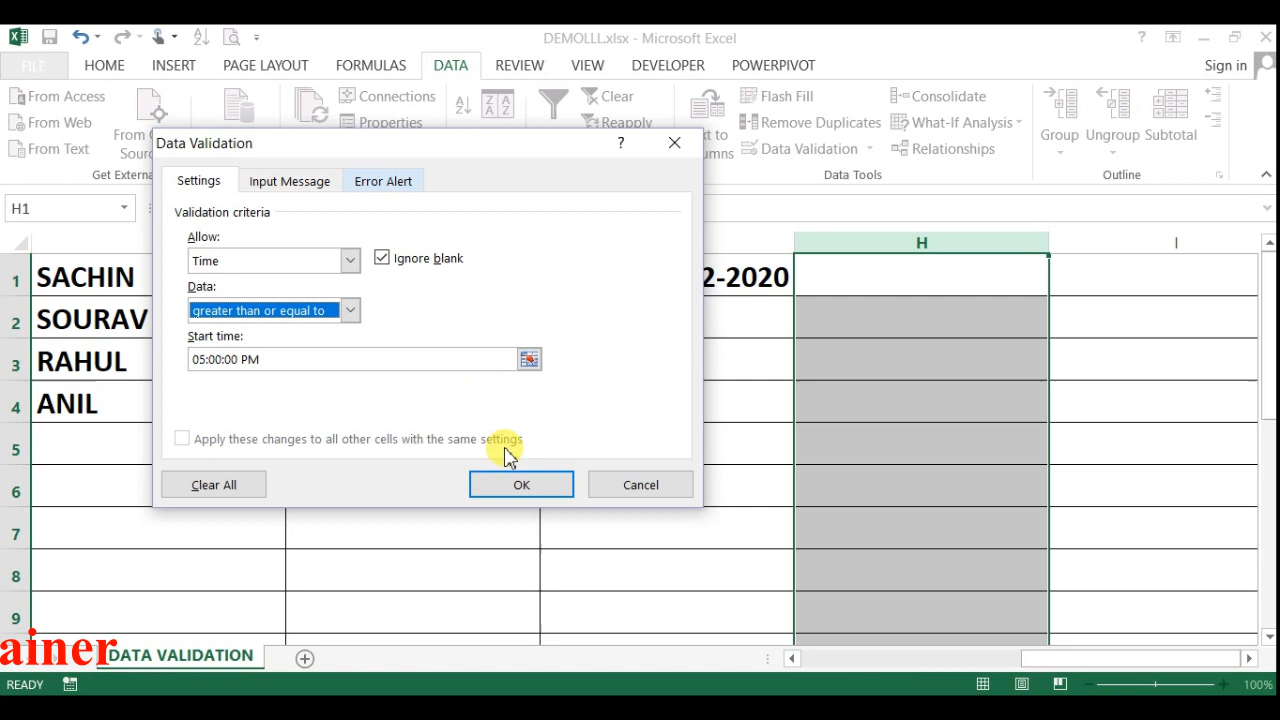 DEMOLLL.xlsx - Microsoft Excel
?
FILE HOME INSERT PAGE LAYOUT FORMULAS DATA REVIEW VIEW DEVELOPER POWERPIVOT Sign in
From Access
From Web
From Text
Get Externa
Connections
Properties
Clear
Reapply
Flash Fill
Remove Duplicates
Data Validation
Consolidate
What-If Analysis
Relationships
Data Tools
Group Ungroup Subtotal
Outline
Data Validation ?
Settings Input Message Error Alert
Validation criteria
Allow:
Time
Ignore blank
Data:
greater than or equal to
Start time:
05:00:00 PM
Apply these changes to all other cells with the same settings
Clear All OK Cancel
H1
H I
1 SACHIN 2-2020
2 SOURAV
3 RAHUL
4 ANIL
5
6
7
8
9
ainer
DATA VALIDATION
READY 100%